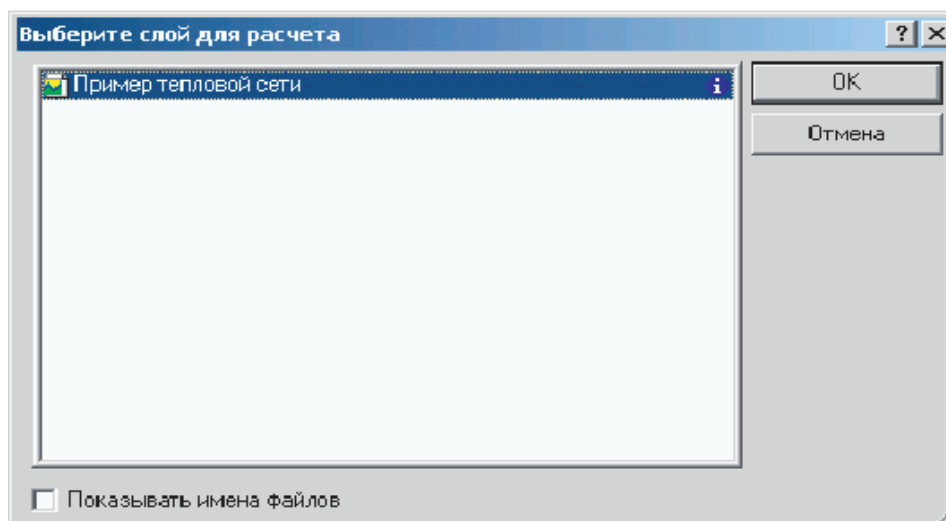 Выберите слой для расчета
Пример тепловой сети
OK
Отмена
Показывать имена файлов